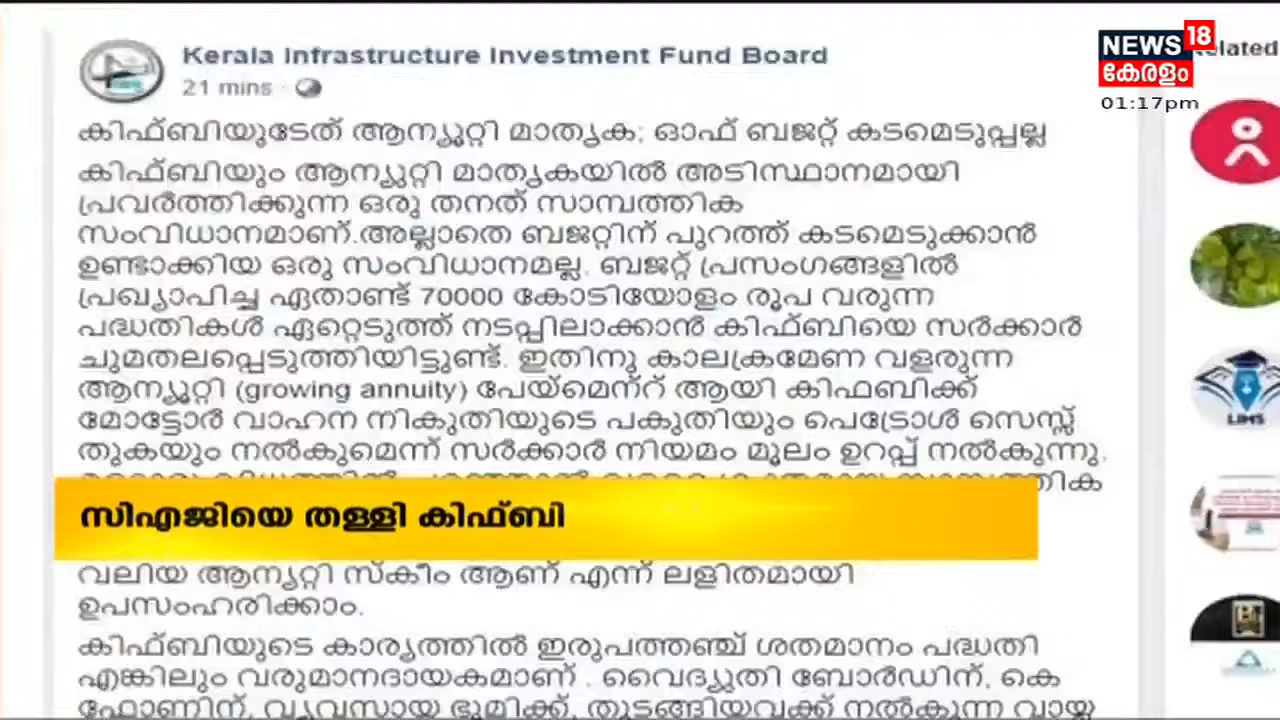 Kerala Infrastructure Investment Fund Board
21 mins ·
NEWS 18
കേരളം
01:17pm
Related
കിഫ്ബിയുടേത് ആന്യൂറ്റി മാതൃക; ഓഫ് ബജറ്റ് കടമെടുപ്പല്ല
കിഫ്ബിയും ആന്യുറ്റി മാതൃകയിൽ അടിസ്ഥാനമായി
പ്രവർത്തിക്കുന്ന ഒരു തനത് സാമ്പത്തിക
സംവിധാനമാണ്.അല്ലാതെ ബജറ്റിന് പുറത്ത് കടമെടുക്കാൻ
ഉണ്ടാക്കിയ ഒരു സംവിധാനമല്ല. ബജറ്റ് പ്രസംഗങ്ങളിൽ
പ്രഖ്യാപിച്ച ഏതാണ്ട് 70000 കോടിയോളം രൂപ വരുന്ന
പദ്ധതികൾ ഏറ്റെടുത്ത് നടപ്പിലാക്കാൻ കിഫ്ബിയെ സർക്കാർ
ചുമതലപ്പെടുത്തിയിട്ടുണ്ട്. ഇതിനു കാലക്രമേണ വളരുന്ന
ആന്യൂറ്റി (growing annuity) പേയ്മെന്റ് ആയി കിഫബിക്ക്
മോട്ടോർ വാഹന നികുതിയുടെ പകുതിയും പെട്രോൾ സെസ്സ്
തുകയും നൽകുമെന്ന് സർക്കാർ നിയമം മൂലം ഉറപ്പ് നൽകുന്നു.
സിഎജിയെ തള്ളി കിഫ്ബി
വലിയ ആന്യറ്റി സ്കീം ആണ് എന്ന് ലളിതമായി
ഉപസംഹരിക്കാം.
കിഫ്ബിയുടെ കാര്യത്തിൽ ഇരുപത്തഞ്ച് ശതമാനം പദ്ധതി
എങ്കിലും വരുമാനദായകമാണ് . വൈദ്യുതി ബോർഡിന്, കെ
ഫോണിന്, വ്യവസായ ഭൂമിക്ക്, തുടങ്ങിയവക്ക് നൽകുന്ന വായ്പ
LIMS